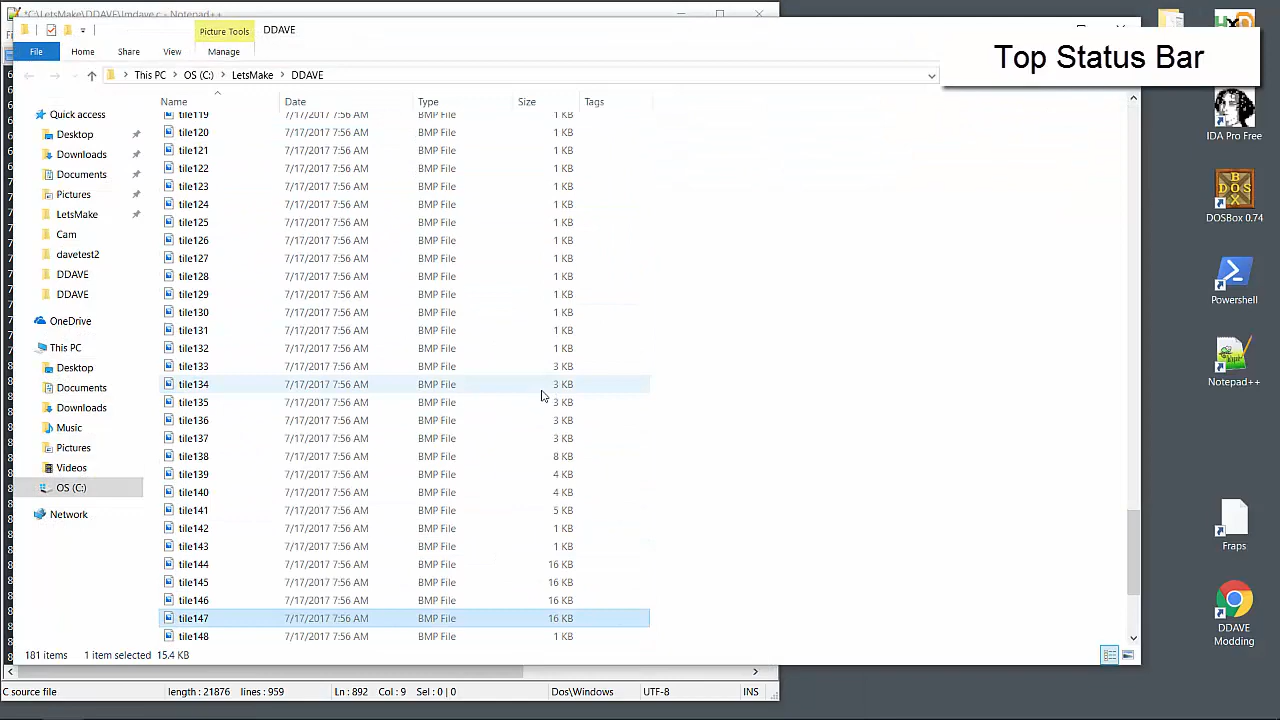 *C:\LetsMake\DDAVE\lmdave.c - Notepad++
Picture Tools
DDAVE
Top Status Bar
File
Home
Share
View
Manage
This PC
OS (C:)
LetsMake
DDAVE
Name
Date
Type
Size
Tags
Quick access
Desktop
Downloads
Documents
Pictures
LetsMake
Cam
davetest2
DDAVE
DDAVE
OneDrive
This PC
Desktop
Documents
Downloads
Music
Pictures
Videos
OS (C:)
Network
tile119 7/17/2017 7:56 AM BMP File 1 KB
tile120 7/17/2017 7:56 AM BMP File 1 KB
tile121 7/17/2017 7:56 AM BMP File 1 KB
tile122 7/17/2017 7:56 AM BMP File 1 KB
tile123 7/17/2017 7:56 AM BMP File 1 KB
tile124 7/17/2017 7:56 AM BMP File 1 KB
tile125 7/17/2017 7:56 AM BMP File 1 KB
tile126 7/17/2017 7:56 AM BMP File 1 KB
tile127 7/17/2017 7:56 AM BMP File 1 KB
tile128 7/17/2017 7:56 AM BMP File 1 KB
tile129 7/17/2017 7:56 AM BMP File 1 KB
tile130 7/17/2017 7:56 AM BMP File 1 KB
tile131 7/17/2017 7:56 AM BMP File 1 KB
tile132 7/17/2017 7:56 AM BMP File 1 KB
tile133 7/17/2017 7:56 AM BMP File 3 KB
tile134 7/17/2017 7:56 AM BMP File 3 KB
tile135 7/17/2017 7:56 AM BMP File 3 KB
tile136 7/17/2017 7:56 AM BMP File 3 KB
tile137 7/17/2017 7:56 AM BMP File 3 KB
tile138 7/17/2017 7:56 AM BMP File 8 KB
tile139 7/17/2017 7:56 AM BMP File 4 KB
tile140 7/17/2017 7:56 AM BMP File 4 KB
tile141 7/17/2017 7:56 AM BMP File 5 KB
tile142 7/17/2017 7:56 AM BMP File 1 KB
tile143 7/17/2017 7:56 AM BMP File 1 KB
tile144 7/17/2017 7:56 AM BMP File 16 KB
tile145 7/17/2017 7:56 AM BMP File 16 KB
tile146 7/17/2017 7:56 AM BMP File 16 KB
tile147 7/17/2017 7:56 AM BMP File 16 KB
tile148 7/17/2017 7:56 AM BMP File 1 KB
181 items 1 item selected 15.4 KB
C source file length : 21876 lines : 959 Ln : 892 Col : 9 Sel : 0 | 0 Dos\Windows UTF-8 INS
IDA Pro Free
DOSBox 0.74
Powershell
Notepad++
Fraps
DDAVE
Modding